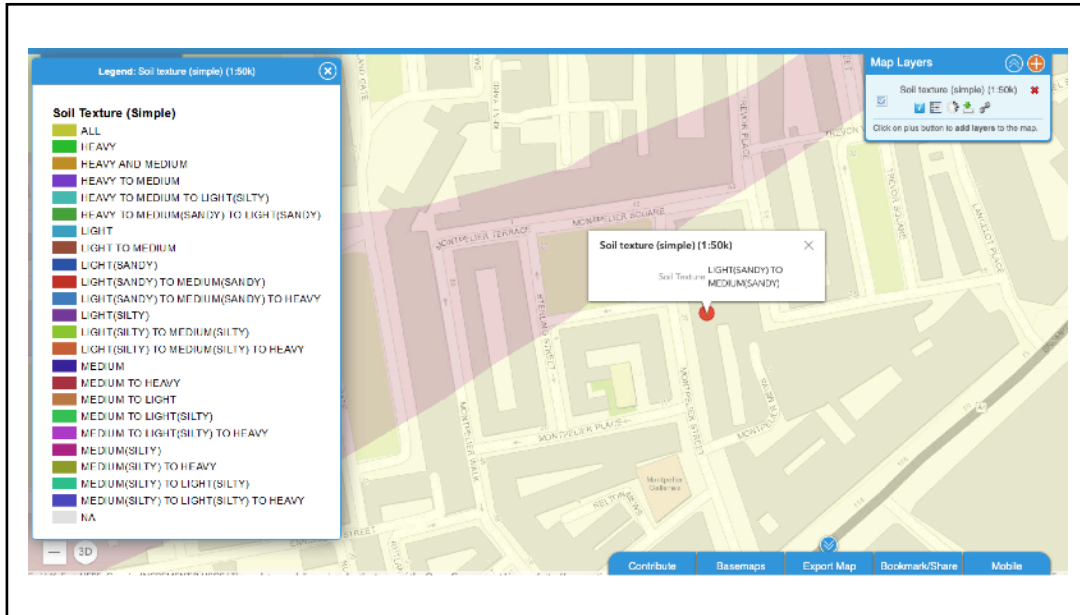 Legend: Soil texture (simple) (1:50k)
Soil Texture (Simple)
ALL
HEAVY
HEAVY AND MEDIUM
HEAVY TO MEDIUM
HEAVY TO MEDIUM TO LIGHT(SILTY)
HEAVY TO MEDIUM(SANDY) TO LIGHT(SANDY)
LIGHT
LIGHT TO MEDIUM
LIGHT(SANDY)
LIGHT(SANDY) TO MEDIUM(SANDY)
LIGHT(SANDY) TO MEDIUM(SANDY) TO HEAVY
LIGHT(SILTY)
LIGHT(SILTY) TO MEDIUM(SILTY)
LIGHT(SILTY) TO MEDIUM(SILTY) TO HEAVY
MEDIUM
MEDIUM TO HEAVY
MEDIUM TO LIGHT
MEDIUM TO LIGHT(SILTY)
MEDIUM TO LIGHT(SILTY) TO HEAVY
MEDIUM(SILTY)
MEDIUM(SILTY) TO HEAVY
MEDIUM(SILTY) TO LIGHT(SILTY)
MEDIUM(SILTY) TO LIGHT(SILTY) TO HEAVY
NA
3D
Map Layers
Soil texture (simple) (1:50k)
Click on plus button to add layers to the map.
TREVOR PLACE
TREVOR SQUARE
LANCELOT PLACE
MONTPELIER SQUARE
MONTPELIER TERRACE
Soil texture (simple) (1:50k)
Soil Texture
LIGHT(SANDY) TO
MEDIUM(SANDY)
STERLING STREET
MONTPELIER STREET
MONTPELIER PLACE
MONTPELIER WALK
Montpelier
Galleries
STREET
Contribute
Basemaps
Export Map
Bookmark/Share
Mobile